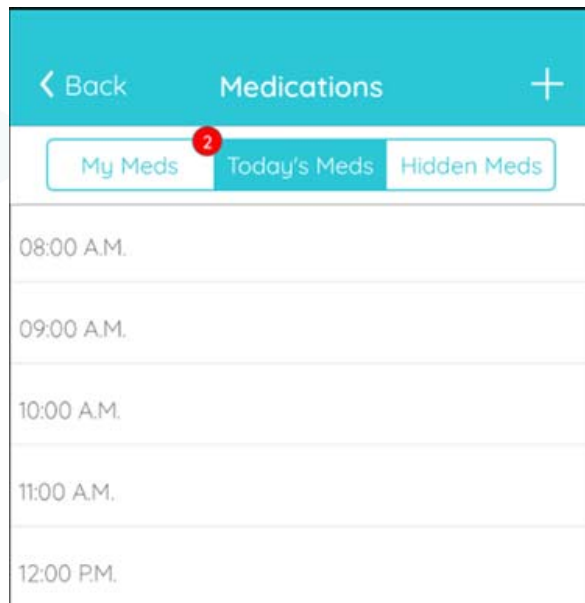 Back Medications +
2
My Meds Today's Meds Hidden Meds
08:00 A.M.
09:00 A.M.
10:00 A.M.
11:00 A.M.
12:00 P.M.